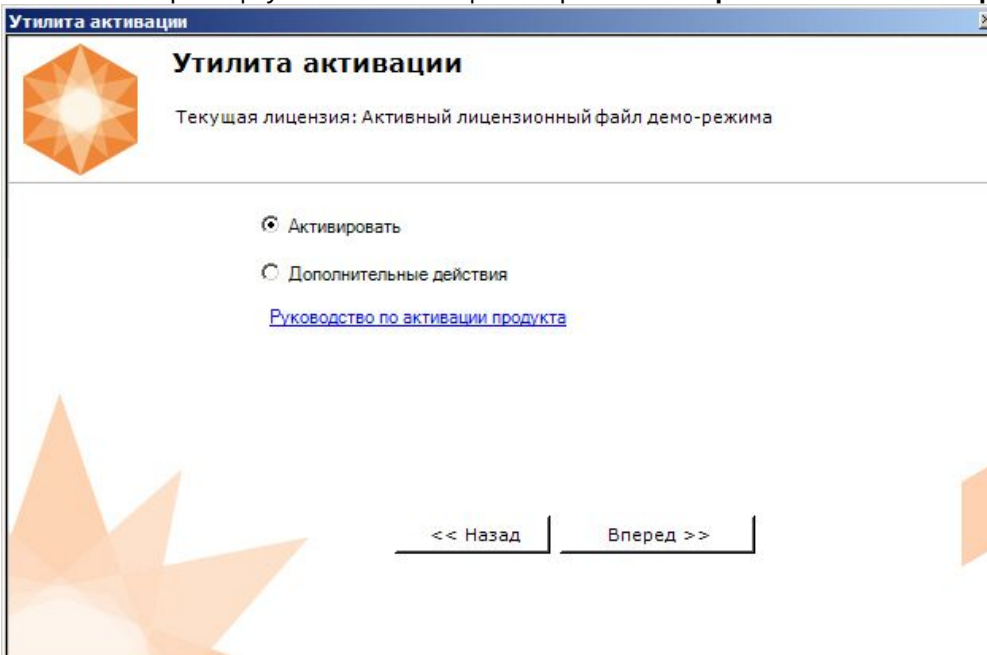 Утилита активации
Утилита активации
Текущая лицензия: Активный лицензионный файл демо-режима
Активировать
Дополнительные действия
Руководство по активации продукта
<< Назад
Вперед >>